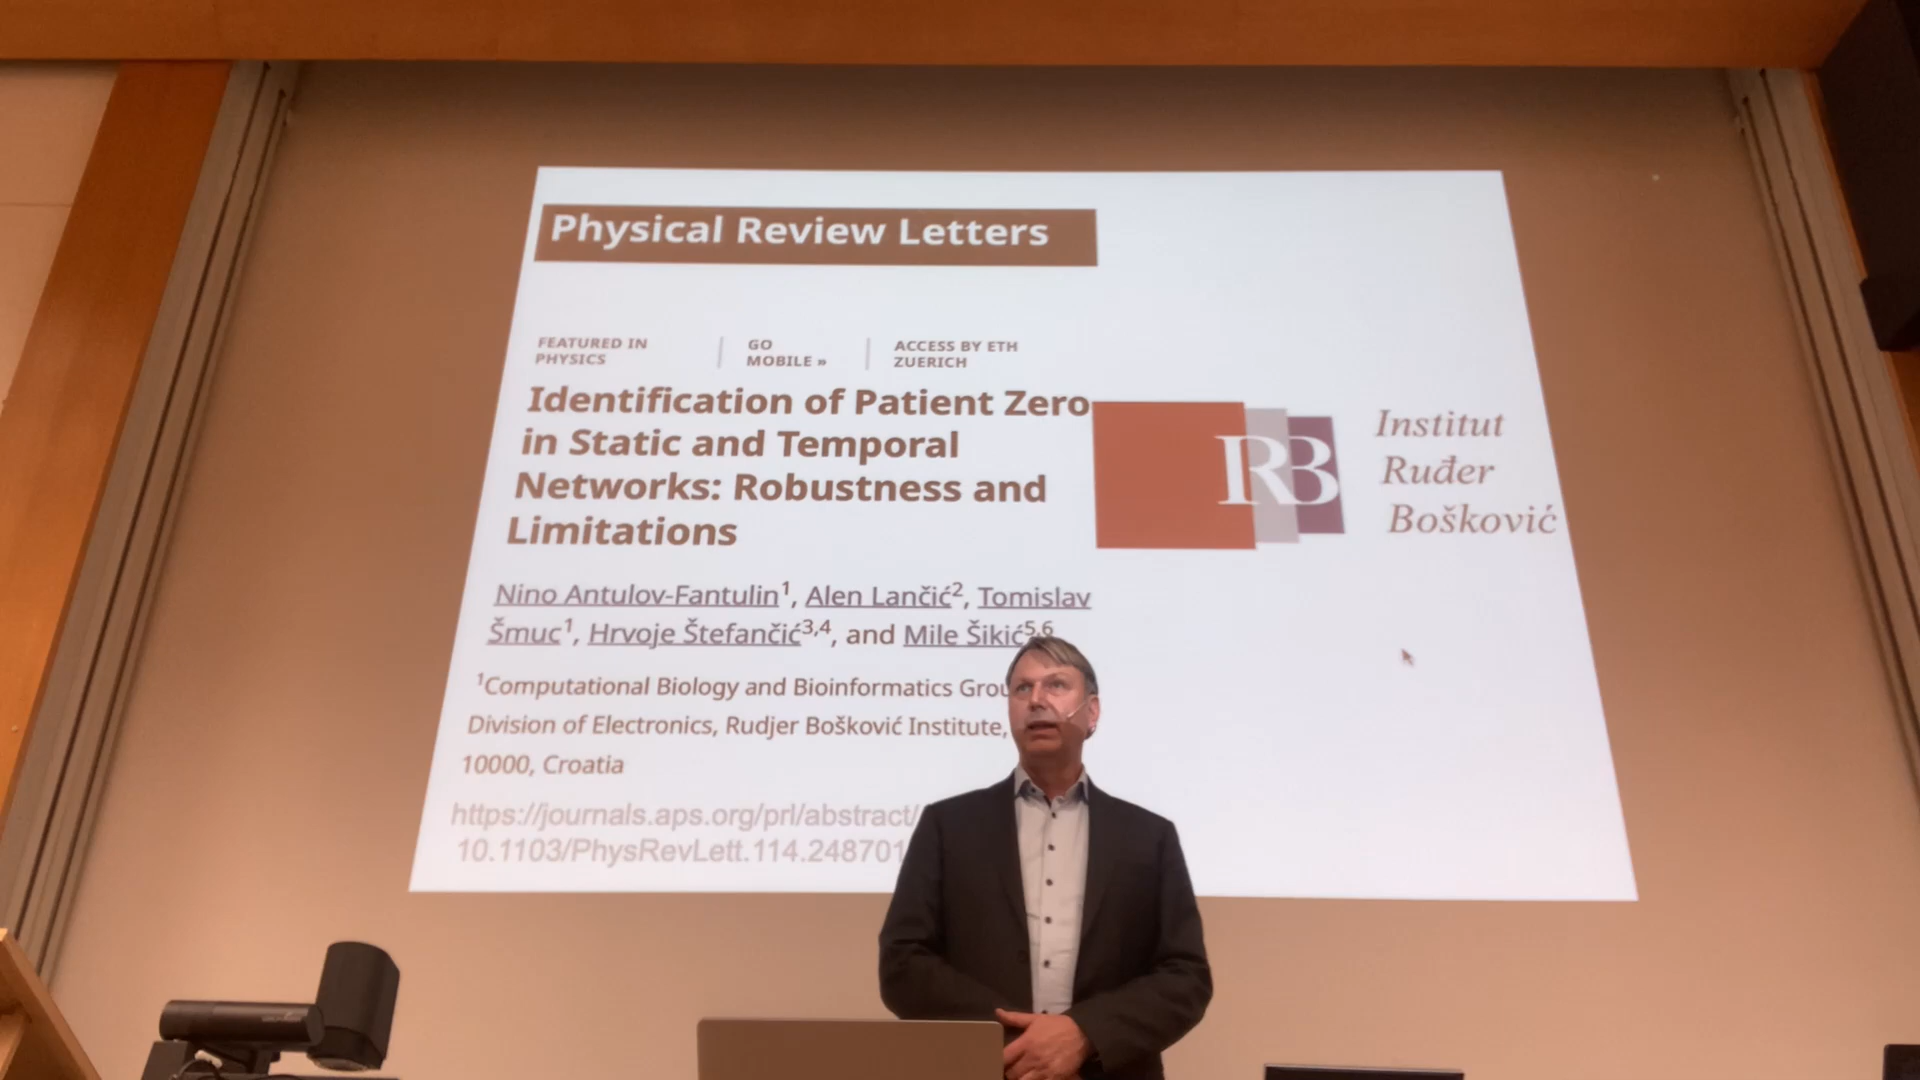 Physical Review Letters
FEATURED IN
PHYSICS
GO
MOBILE »
ACCESS BY ETH
ZUERICH
Identification of Patient Zero
in Static and Temporal
Networks: Robustness and
Limitations
IRB
Institut
Ruđer
Bošković
Nino Antulov-Fantulin¹, Alen Lančić², Tomislav
Šmuc¹, Hrvoje Štefančić³,⁴, and Mile Šikić⁵,⁶
¹Computational Biology and Bioinformatics
Division of Electronics, Rudjer Bošković Institute,
10000, Croatia
https://journals.aps.org/prl/abstract/
10.1103/PhysRevLett.114.248701